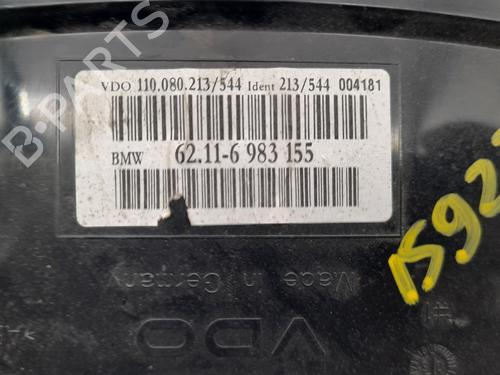 VDO 110.080.213/544 Ident 213/544 004181
BMW 62.11-6 983 155
B-PARTS
Made in Germany
VDO